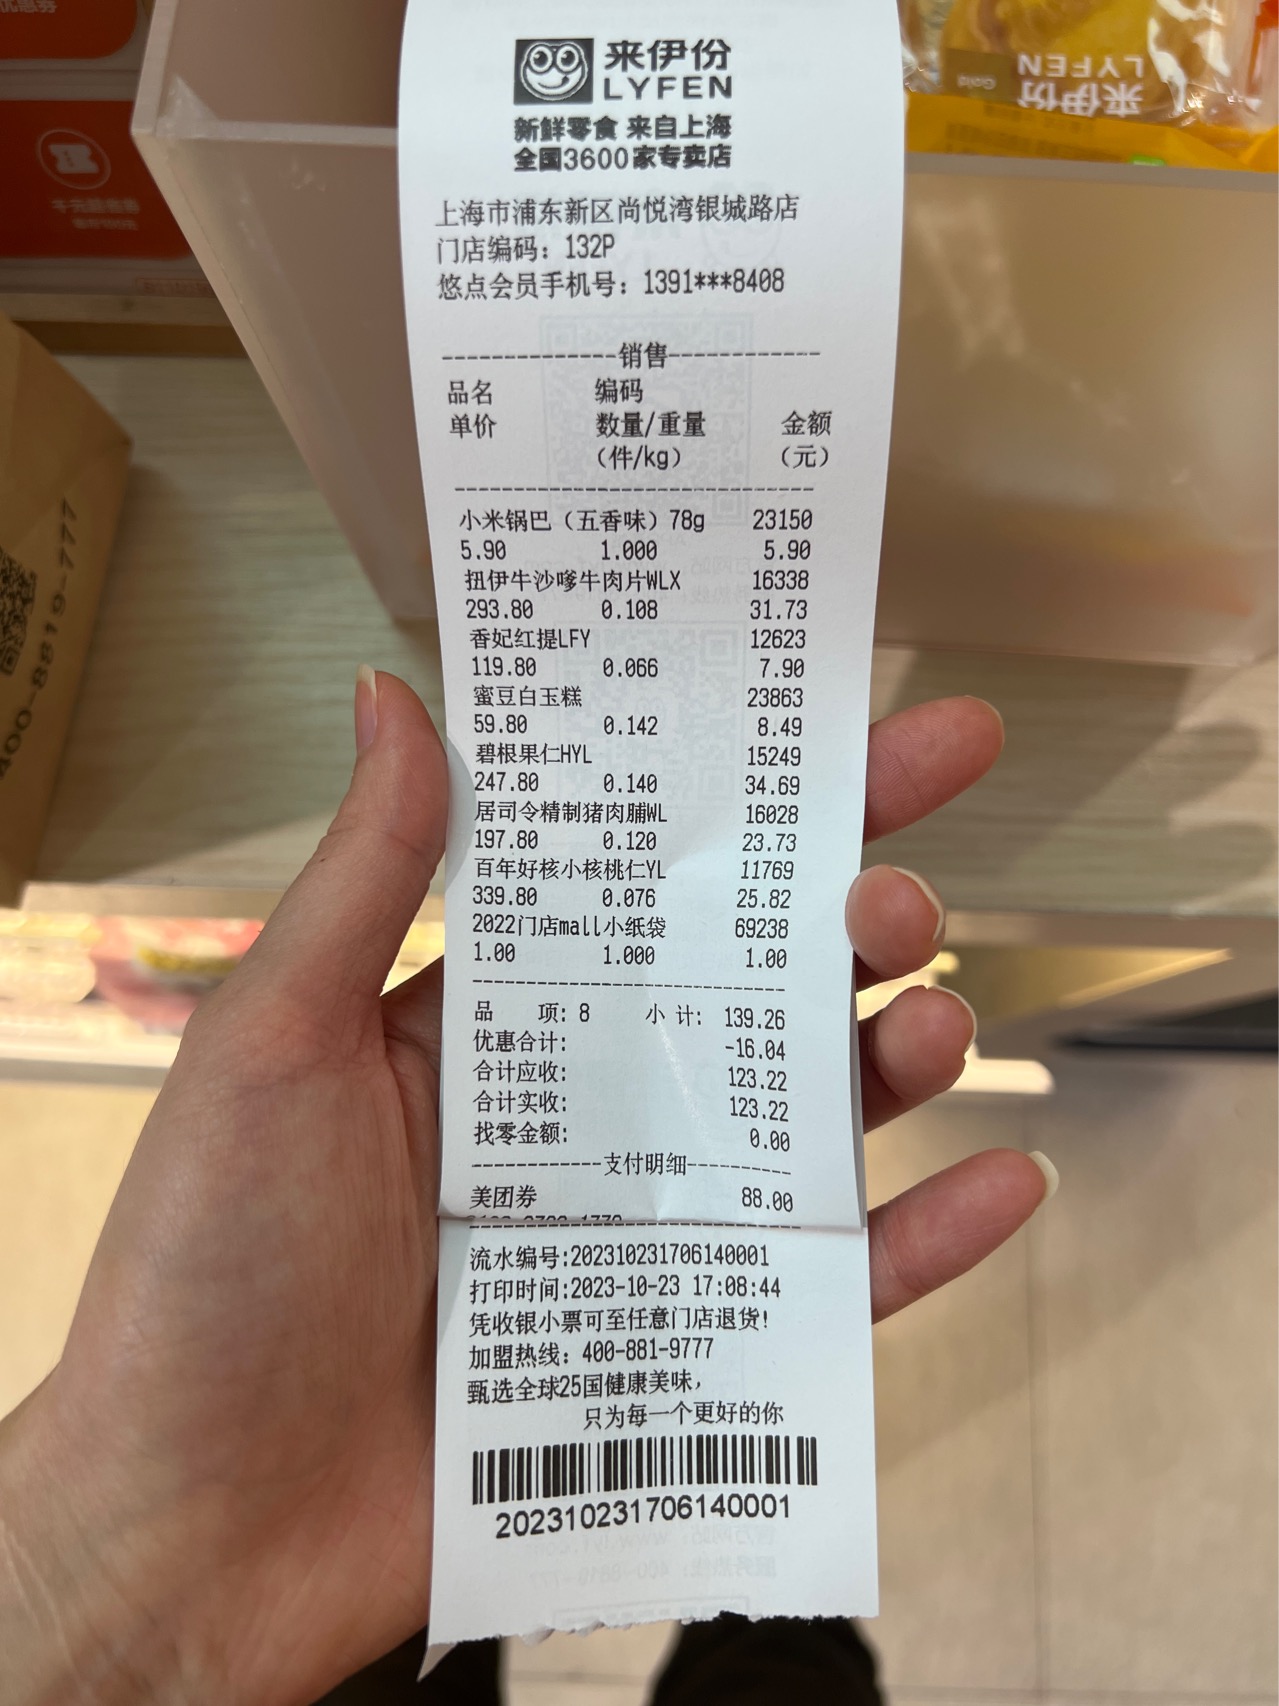 来伊份
LYFEN
新鲜零食 来自上海
全国3600家专卖店
上海市浦东新区尚悦湾银城路店
门店编码：132P
悠点会员手机号：1391***8408
------------销售------------
品名 编码
单价 数量/重量 金额
（件/kg） （元）
小米锅巴（五香味）78g 23150
5.90 1.000 5.90
扭伊牛沙嗲牛肉片WLX 16338
293.80 0.108 31.73
香妃红提LFY 12623
119.80 0.066 7.90
蜜豆白玉糕 23863
59.80 0.142 8.49
碧根果仁HYL 15249
247.80 0.140 34.69
居司令精制猪肉脯WL 16028
197.80 0.120 23.73
百年好核小核桃仁YL 11769
339.80 0.076 25.82
2022门店mall小纸袋 69238
1.00 1.000 1.00
品 项: 8 小 计: 139.26
优惠合计: -16.04
合计应收: 123.22
合计实收: 123.22
找零金额: 0.00
-----------支付明细----------
美团券 88.00
流水编号:202310231706140001
打印时间:2023-10-23 17:08:44
凭收银小票可至任意门店退货!
加盟热线: 400-881-9777
甄选全球25国健康美味,
只为每一个更好的你
202310231706140001
来伊份
LYFEN
Gold
400-8819-777
优惠券